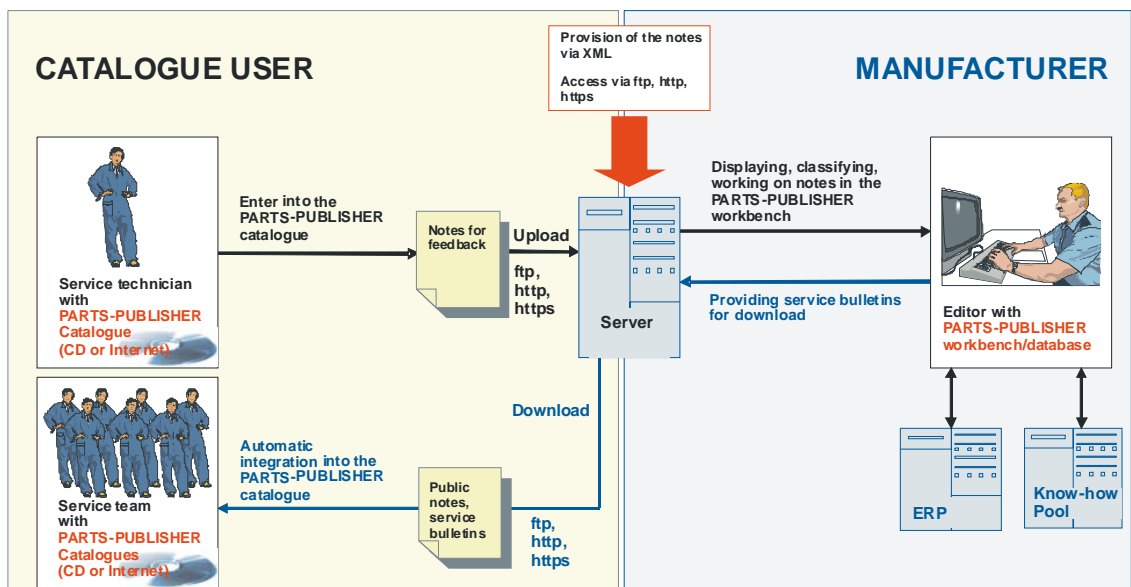 CATALOGUE USER
Provision of the notes
via XML
Access via ftp, http,
https
MANUFACTURER
Service technician
with
PARTS-PUBLISHER
Catalogue
(CD or Internet)
Enter into the
PARTS-PUBLISHER
catalogue
Notes for
feedback
Upload
ftp,
http,
https
Server
Displaying, classifying,
working on notes in the
PARTS-PUBLISHER
workbench
Providing service bulletins
for download
Editor with
PARTS-PUBLISHER
workbench/database
Service team
with
PARTS-PUBLISHER
Catalogues
(CD or Internet)
Automatic
integration into the
PARTS-PUBLISHER
catalogue
Public
notes,
service
bulletins
Download
ftp,
http,
https
ERP
Know-how
Pool